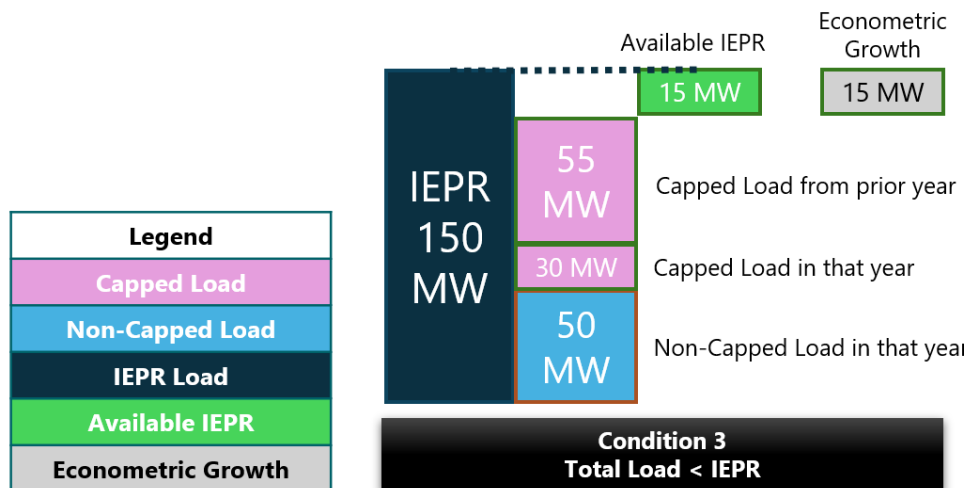 Available IEPR
Econometric
Growth
15 MW
15 MW
IEPR
150
MW
55
MW
Capped Load from prior year
30 MW
Capped Load in that year
50
MW
Non-Capped Load in that year
Legend
Capped Load
Non-Capped Load
IEPR Load
Available IEPR
Econometric Growth
Condition 3
Total Load < IEPR